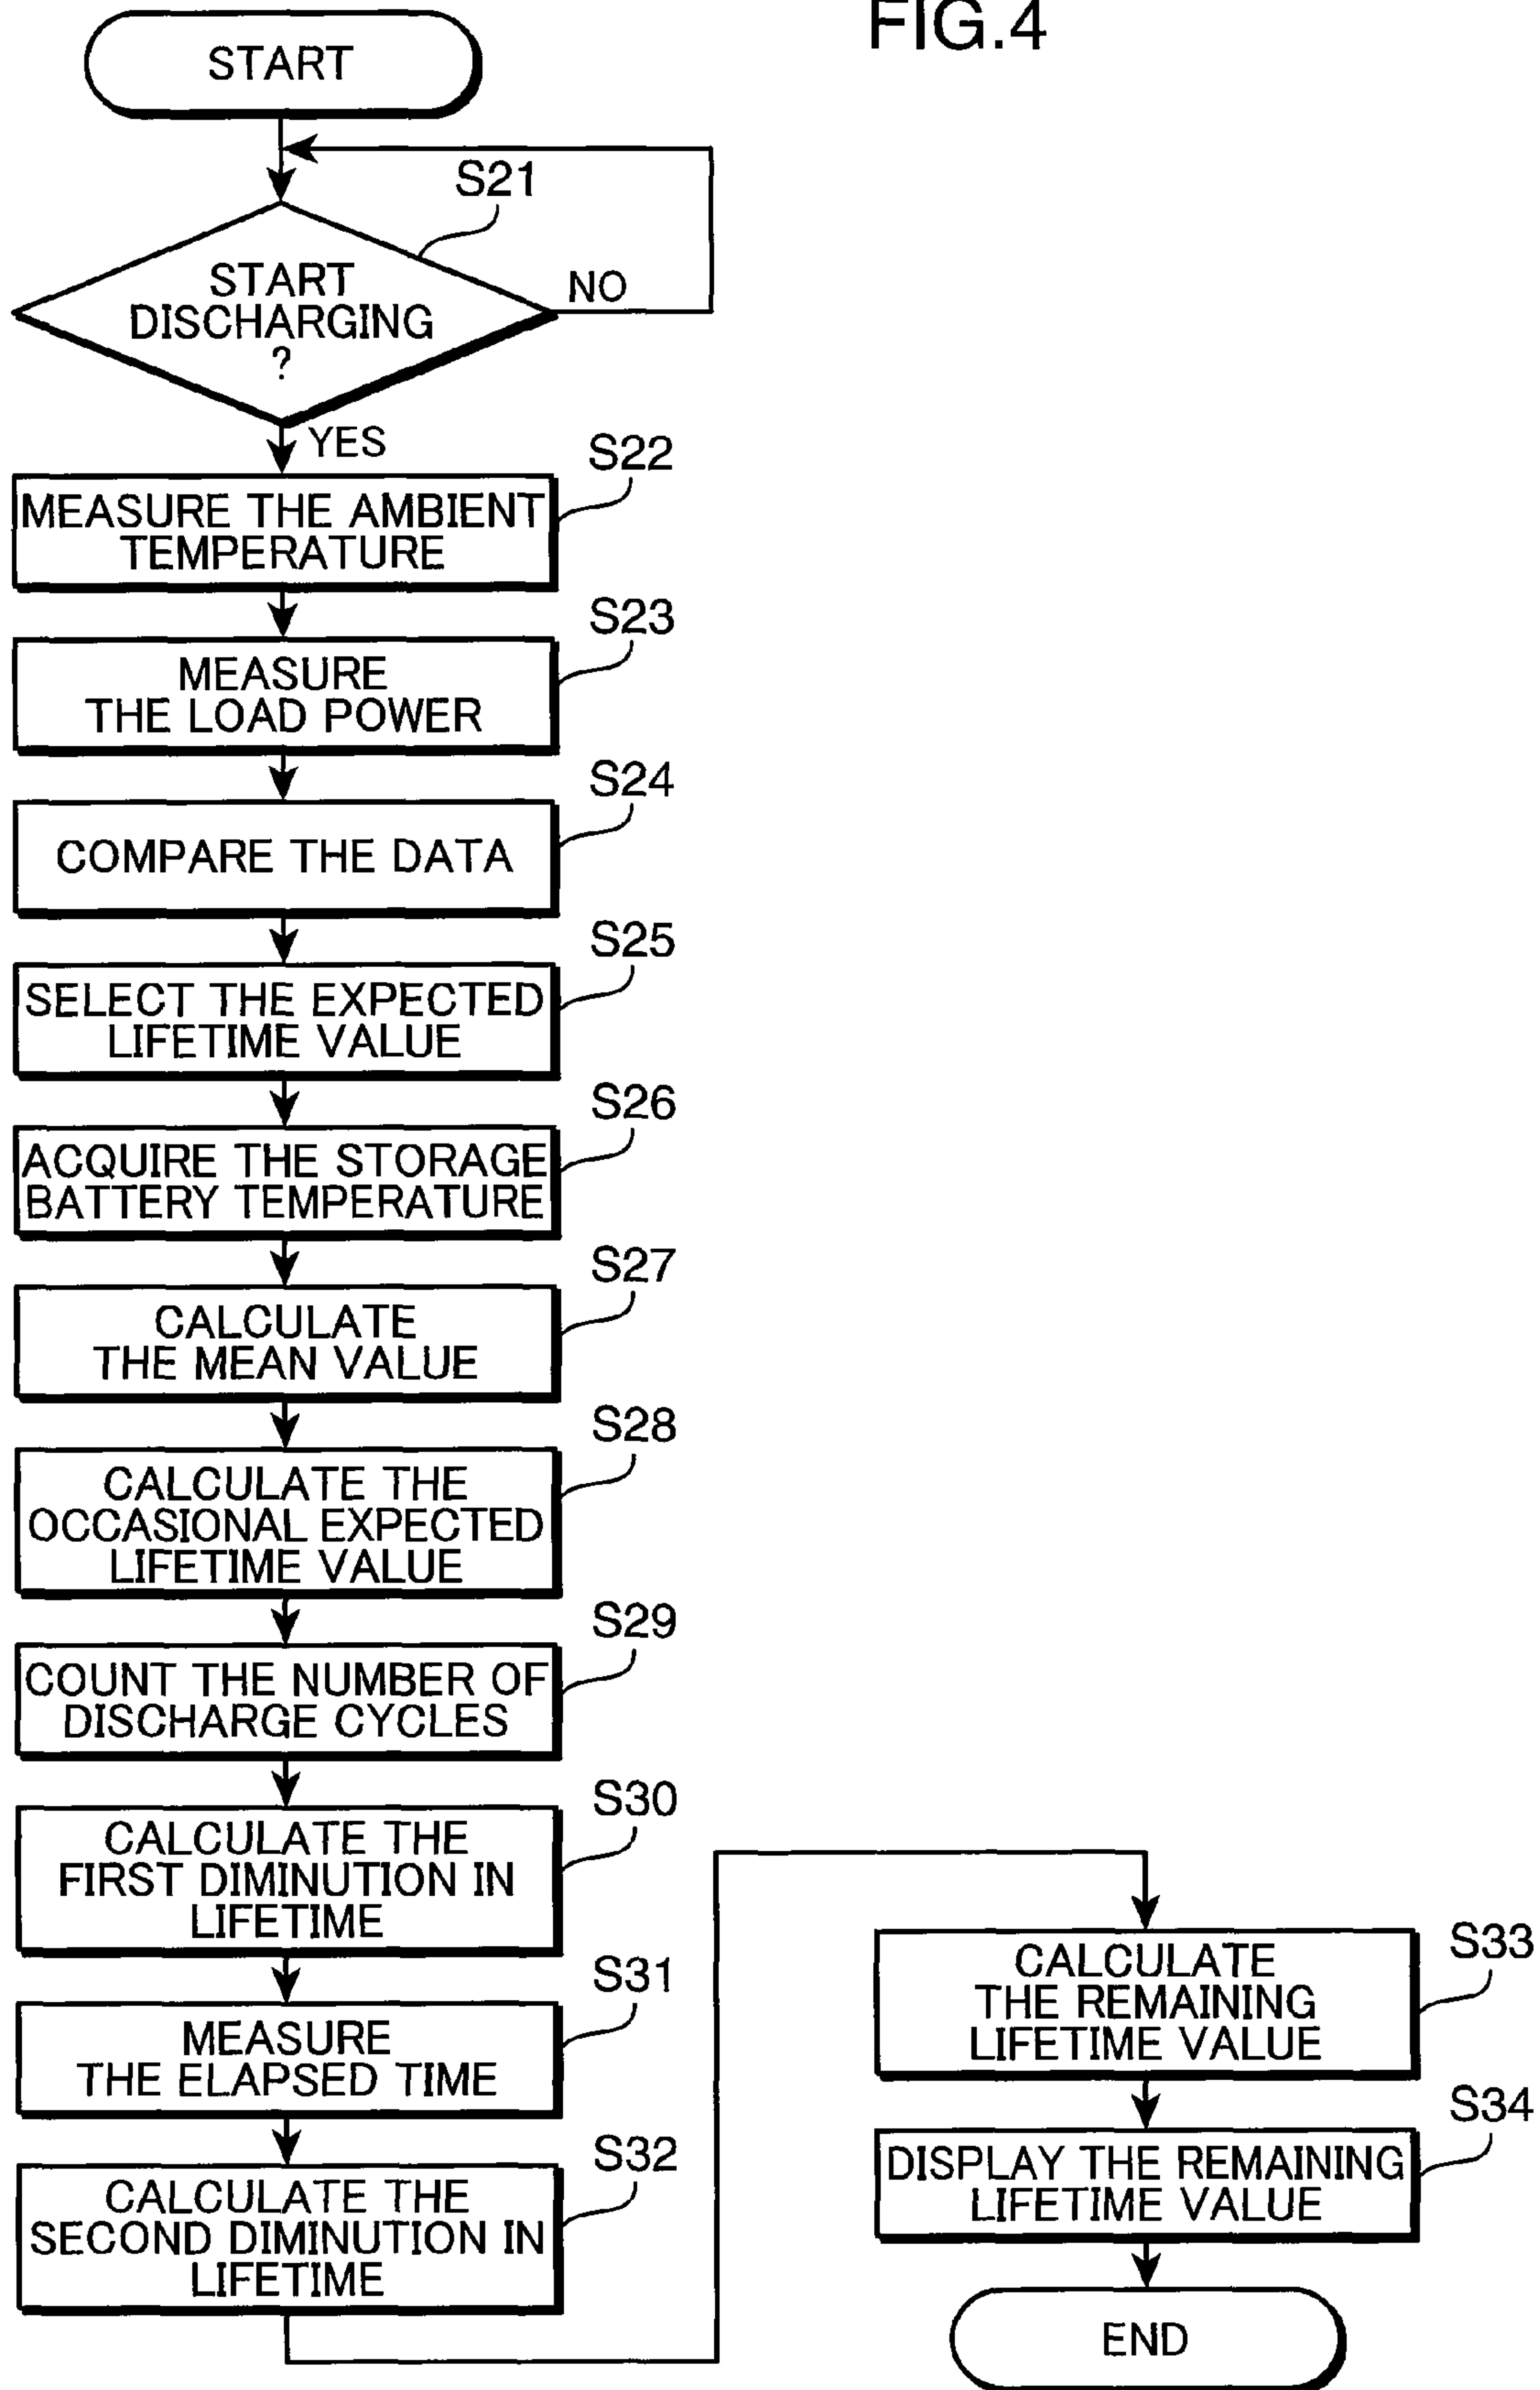 FIG.4
START
S21
START
DISCHARGING
?
NO
YES
S22
MEASURE THE AMBIENT
TEMPERATURE
S23
MEASURE
THE LOAD POWER
S24
COMPARE THE DATA
S25
SELECT THE EXPECTED
LIFETIME VALUE
S26
ACQUIRE THE STORAGE
BATTERY TEMPERATURE
S27
CALCULATE
THE MEAN VALUE
S28
CALCULATE THE
OCCASIONAL EXPECTED
LIFETIME VALUE
S29
COUNT THE NUMBER OF
DISCHARGE CYCLES
S30
CALCULATE THE
FIRST DIMINUTION IN
LIFETIME
S31
MEASURE
THE ELAPSED TIME
S32
CALCULATE THE
SECOND DIMINUTION IN
LIFETIME
S33
CALCULATE
THE REMAINING
LIFETIME VALUE
S34
DISPLAY THE REMAINING
LIFETIME VALUE
END